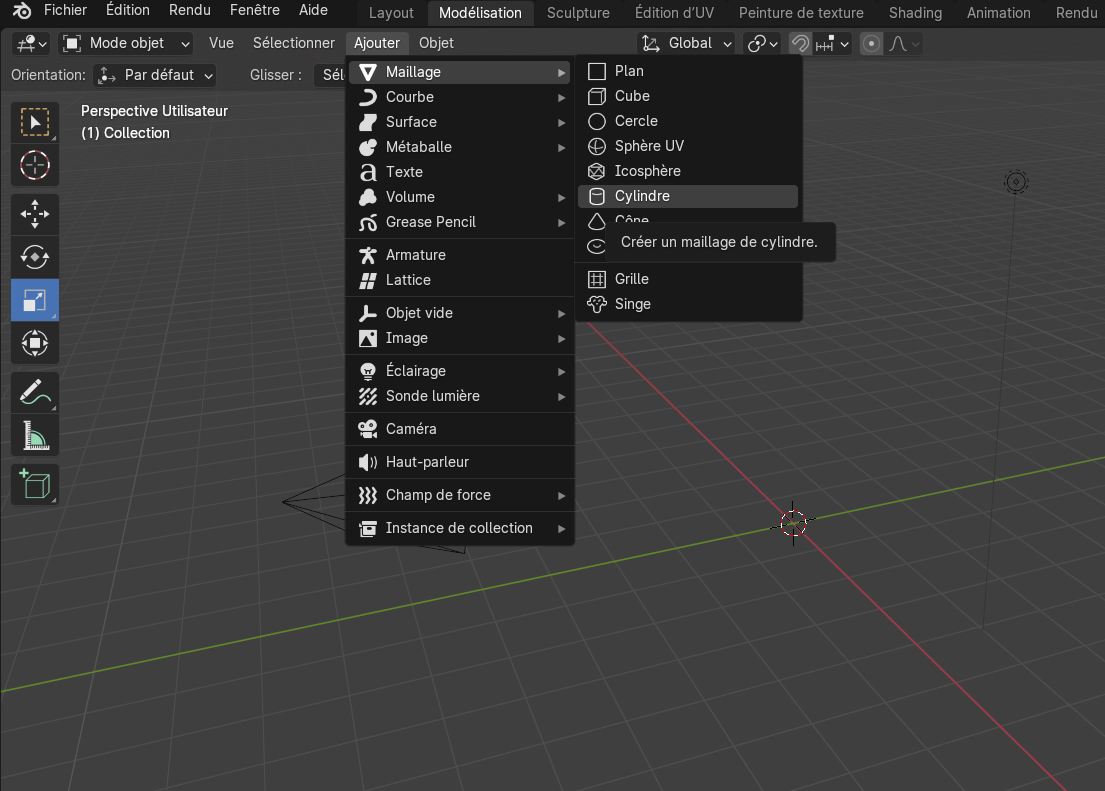 Fichier Édition Rendu Fenêtre Aide Layout Modélisation Sculpture Édition d'UV Peinture de texture Shading Animation Rendu
Mode objet Vue Sélectionner Ajouter Objet Global
Orientation: Par défaut Glisser : Sél
Perspective Utilisateur
(1) Collection
Maillage
Courbe
Surface
Métaballe
Texte
Volume
Grease Pencil
Armature
Lattice
Objet vide
Image
Éclairage
Sonde lumière
Caméra
Haut-parleur
Champ de force
Instance de collection
Plan
Cube
Cercle
Sphère UV
Icosphère
Cylindre
Cône
Créer un maillage de cylindre.
Grille
Singe